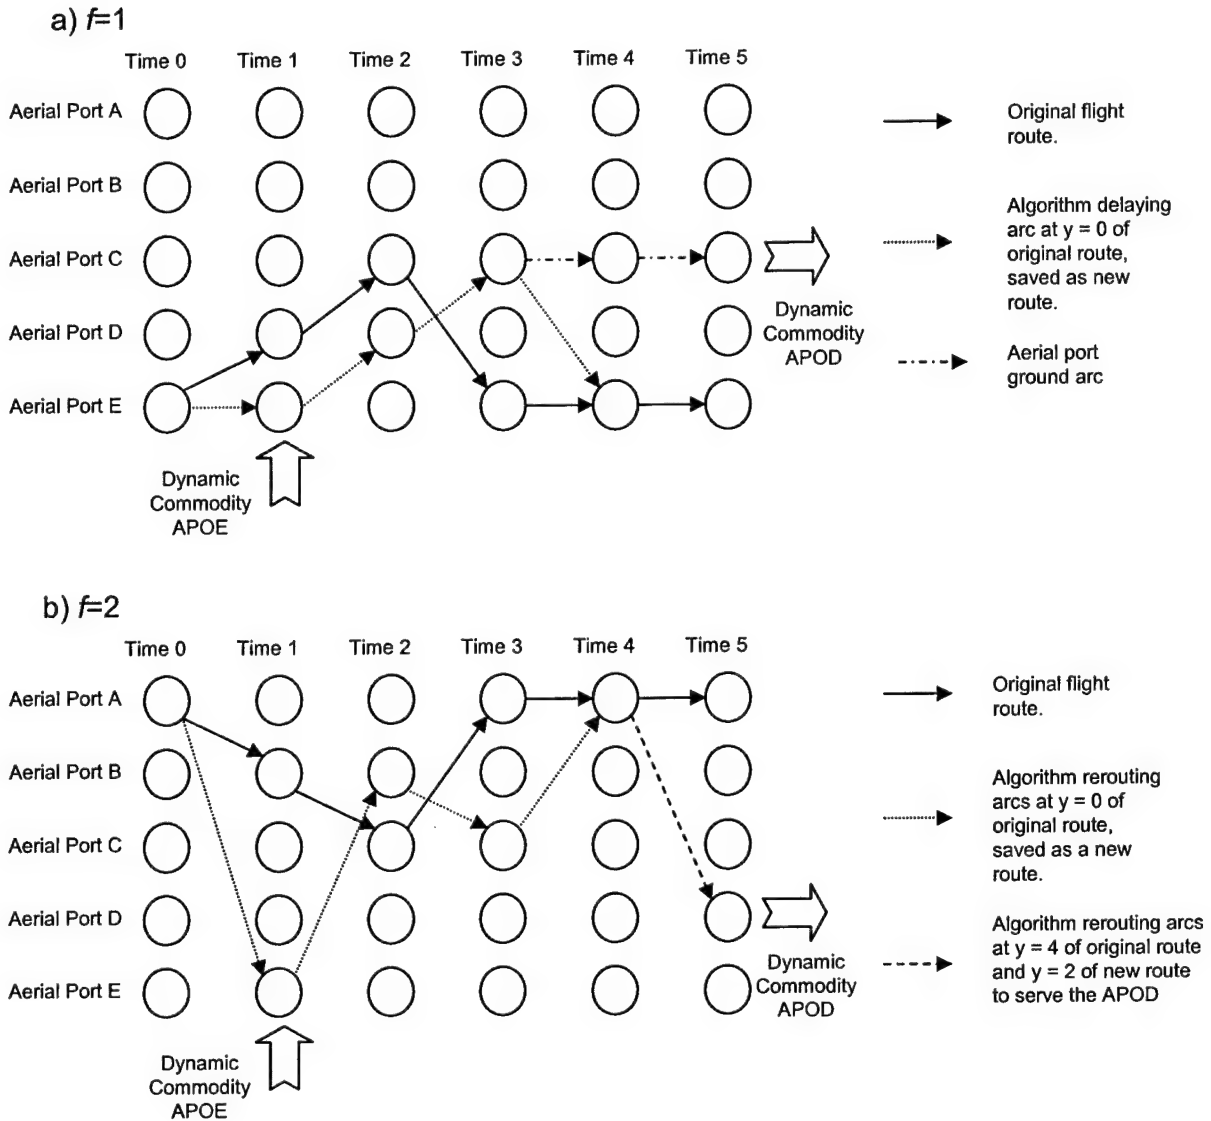 a) f=1
Time 0 Time 1 Time 2 Time 3 Time 4 Time 5
Aerial Port A
Aerial Port B
Aerial Port C
Aerial Port D
Aerial Port E
Original flight
route.
Algorithm delaying
arc at y = 0 of
original route,
saved as new
route.
Aerial port
ground arc
Dynamic
Commodity
APOD
Dynamic
Commodity
APOE
b) f=2
Time 0 Time 1 Time 2 Time 3 Time 4 Time 5
Aerial Port A
Aerial Port B
Aerial Port C
Aerial Port D
Aerial Port E
Original flight
route.
Algorithm rerouting
arcs at y = 0 of
original route,
saved as a new
route.
Algorithm rerouting arcs
at y = 4 of original route
and y = 2 of new route
to serve the APOD
Dynamic
Commodity
APOD
Dynamic
Commodity
APOE